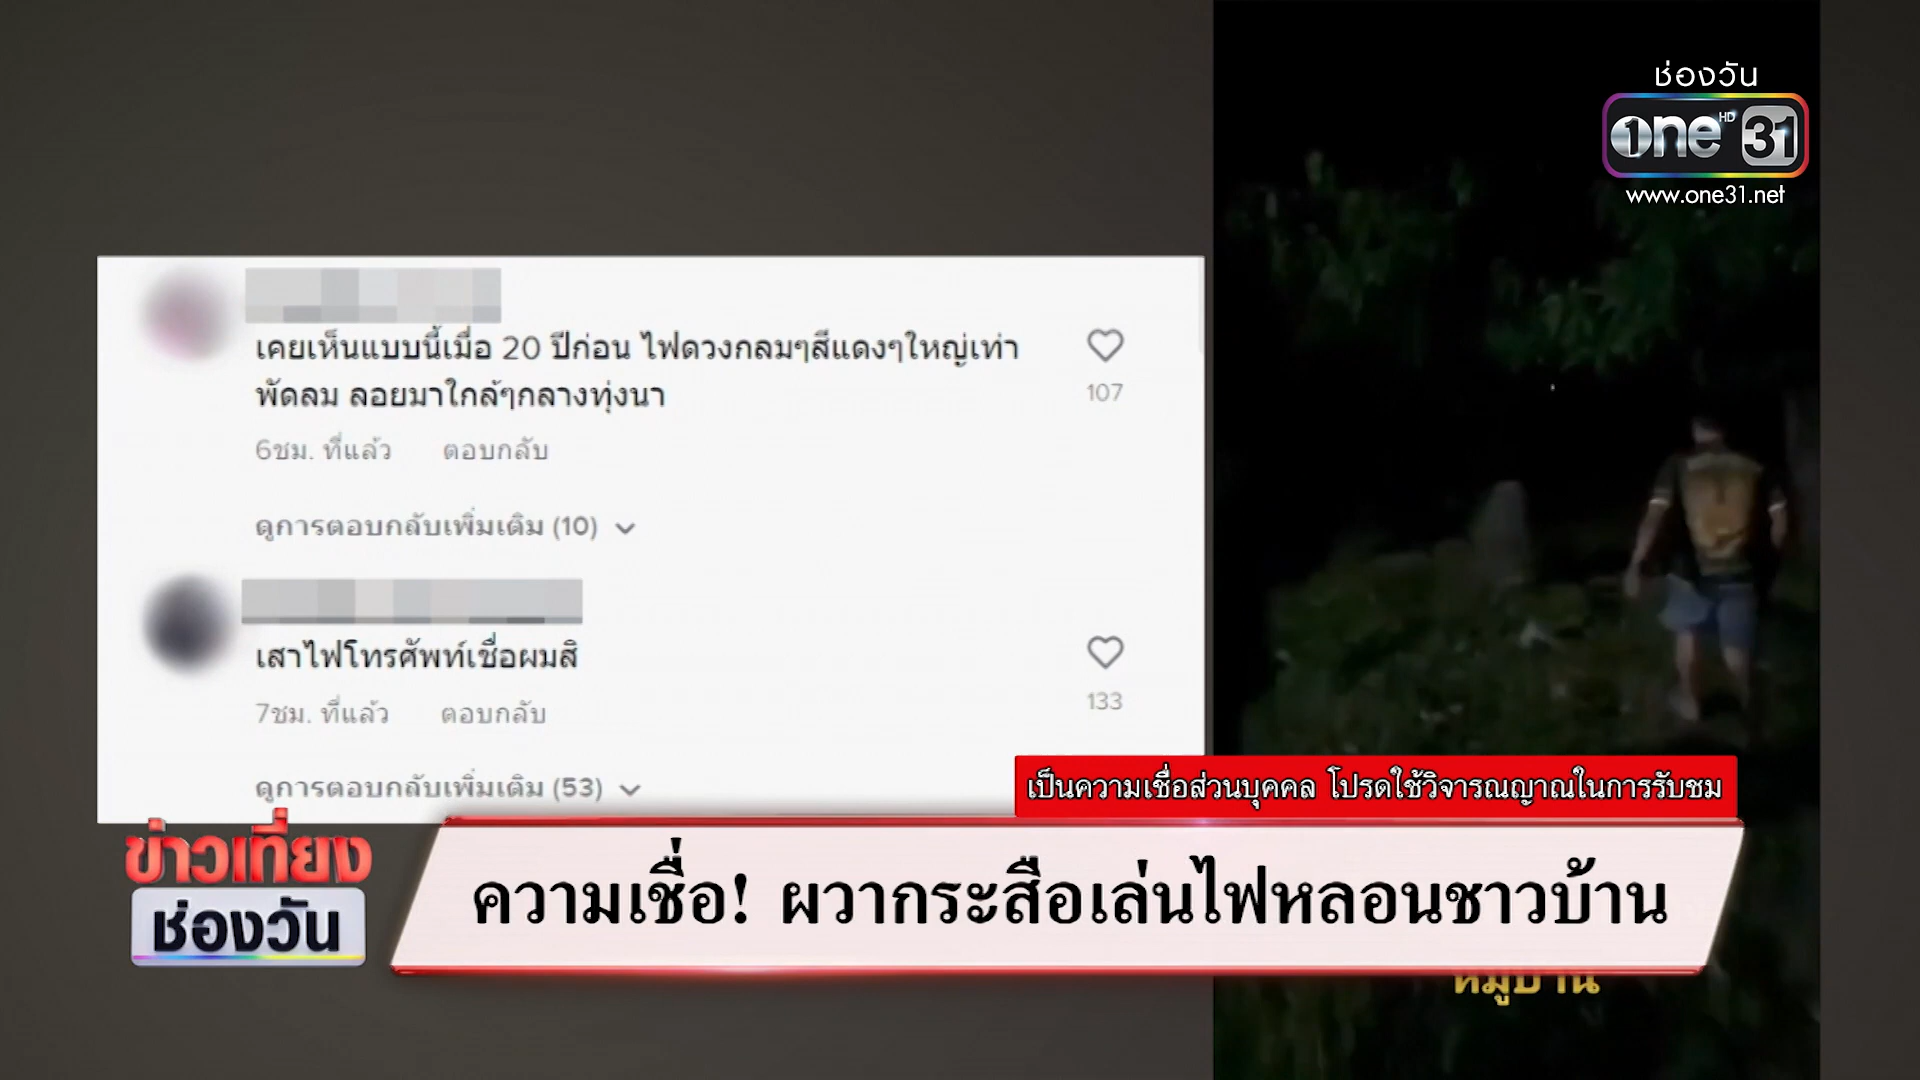 ช่องวัน
one HD 31
www.one31.net
เคยเห็นแบบนี้เมื่อ 20 ปีก่อน ไฟดวงกลมๆสีแดงๆใหญ่เท่า
พัดลม ลอยมาใกล้ๆกลางทุ่งนา
107
6ชม. ที่แล้ว ตอบกลับ
ดูการตอบกลับเพิ่มเติม (10)
เสาไฟโทรศัพท์เชื่อผมสิ
133
7ชม. ที่แล้ว ตอบกลับ
ดูการตอบกลับเพิ่มเติม (53)
เป็นความเชื่อส่วนบุคคล โปรดใช้วิจารณญาณในการรับชม
ข่าวเที่ยง
ช่องวัน
ความเชื่อ! ผวากระสือเล่นไฟหลอนชาวบ้าน
หมู่บ้าน